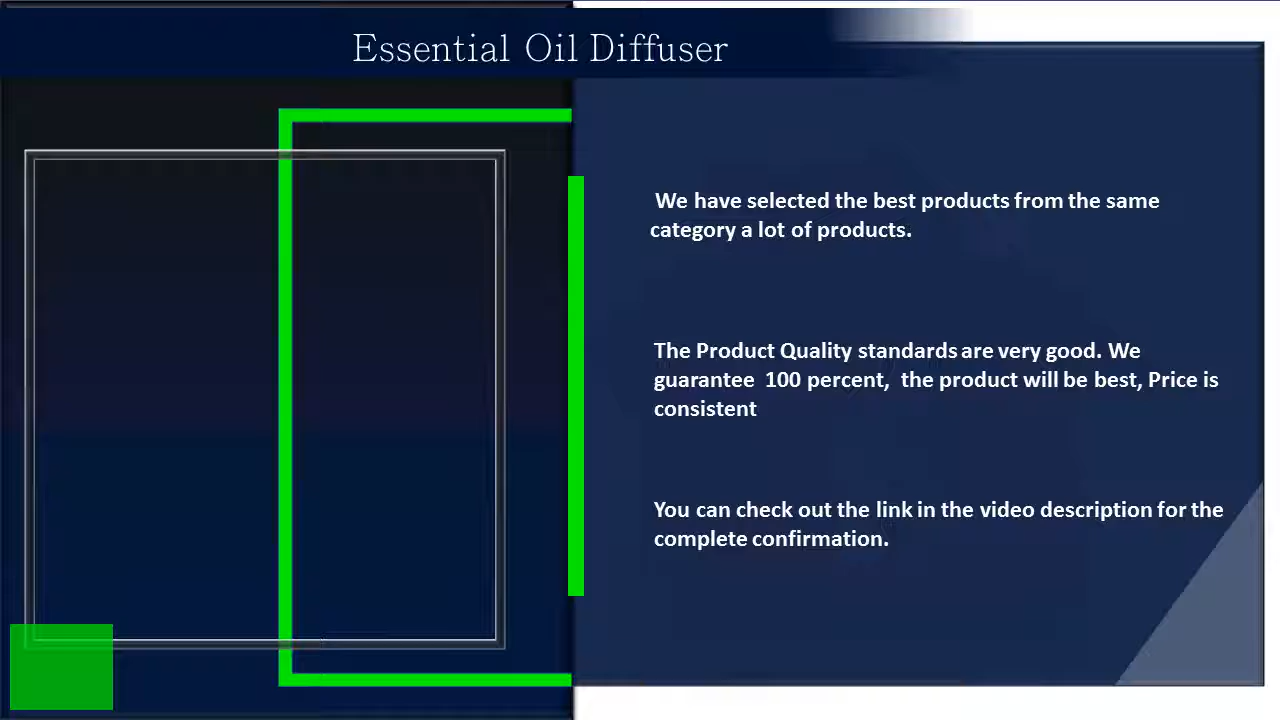 Essential Oil Diffuser
We have selected the best products from the same
category a lot of products.
The Product Quality standards are very good. We
guarantee 100 percent, the product will be best, Price is
consistent
You can check out the link in the video description for the
complete confirmation.